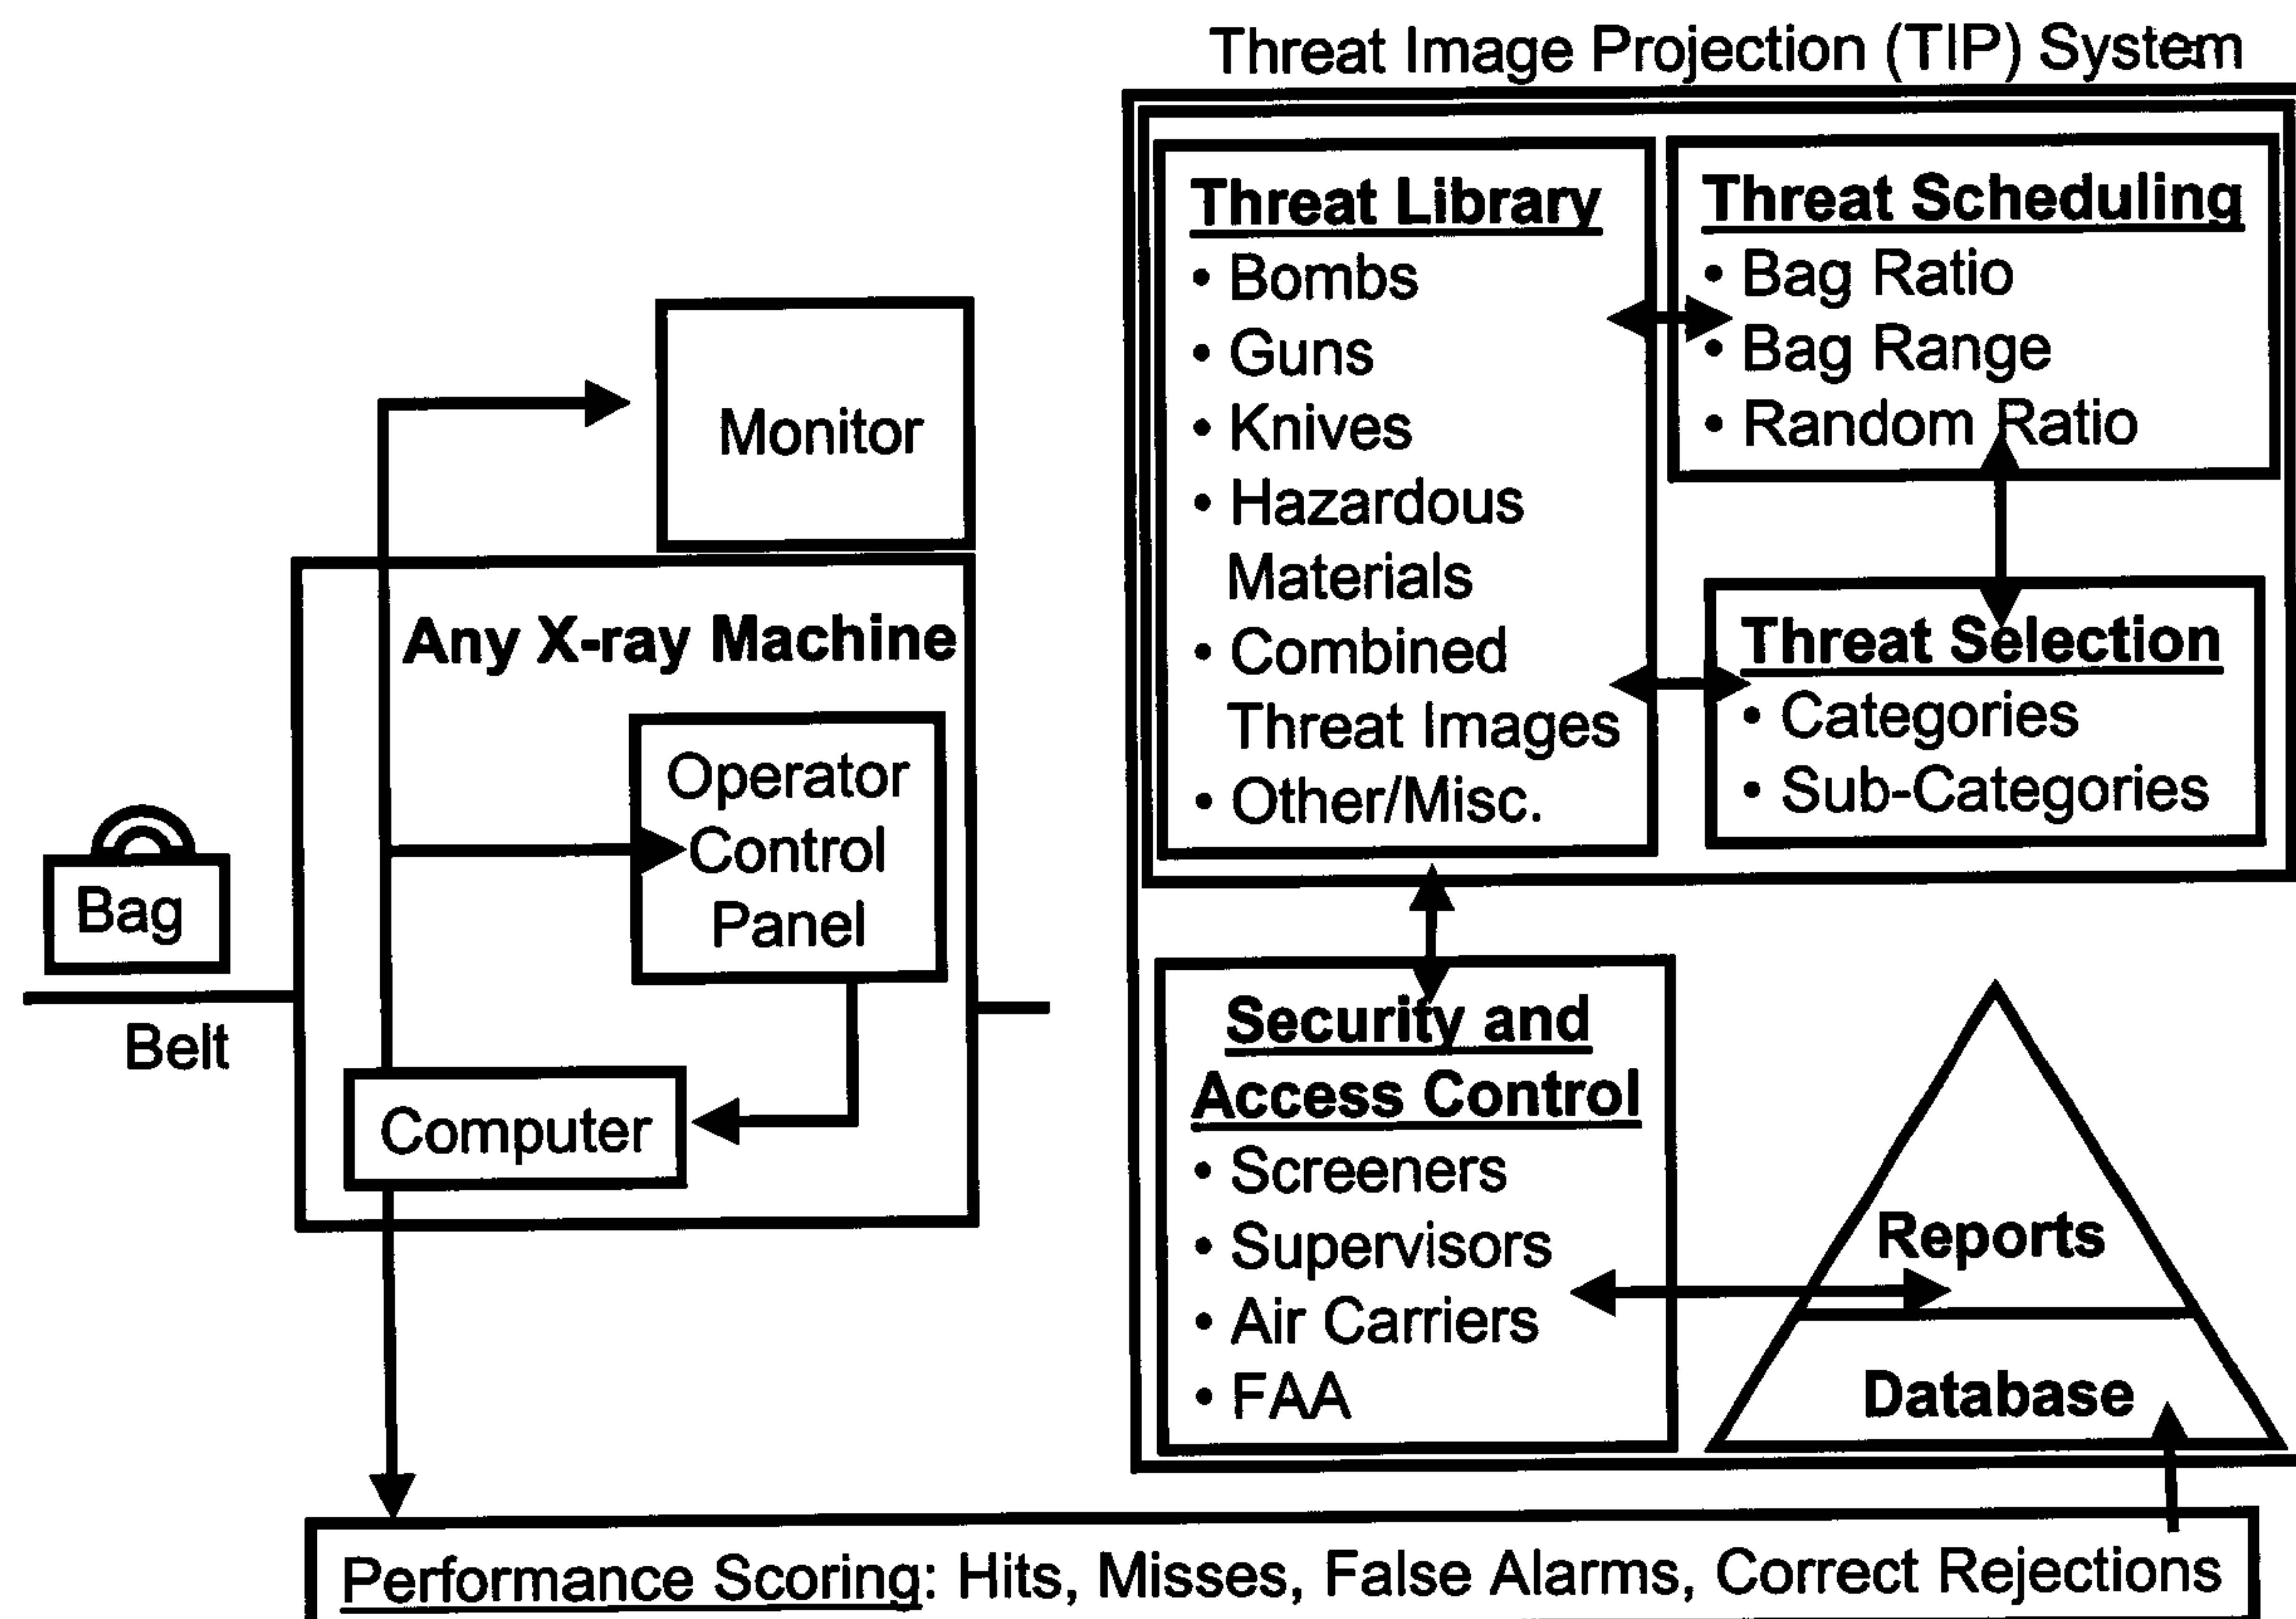 Threat Image Projection (TIP) System
Threat Library
• Bombs
• Guns
• Knives
• Hazardous
Materials
• Combined
Threat Images
• Other/Misc.
Threat Scheduling
• Bag Ratio
• Bag Range
• Random Ratio
Threat Selection
• Categories
• Sub-Categories
Monitor
Any X-ray Machine
Operator
Control
Panel
Bag
Belt
Computer
Security and
Access Control
• Screeners
• Supervisors
• Air Carriers
• FAA
Reports
Database
Performance Scoring: Hits, Misses, False Alarms, Correct Rejections